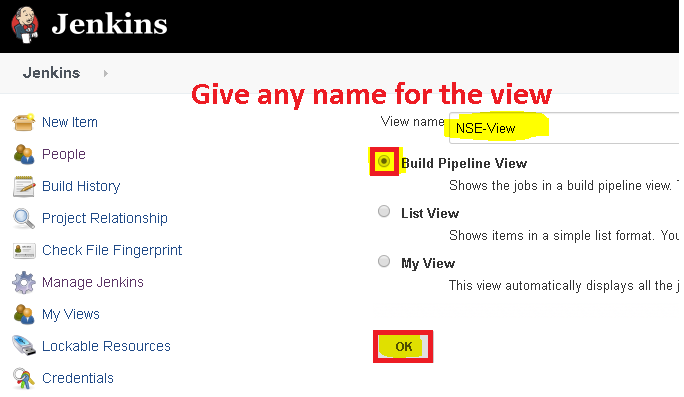 Jenkins
Jenkins
Give any name for the view
New Item
View name
NSE-View
People
Build Pipeline View
Build History
Shows the jobs in a build pipeline view.
Project Relationship
List View
Shows items in a simple list format. You
Check File Fingerprint
My View
Manage Jenkins
This view automatically displays all the j
My Views
Lockable Resources
OK
Credentials